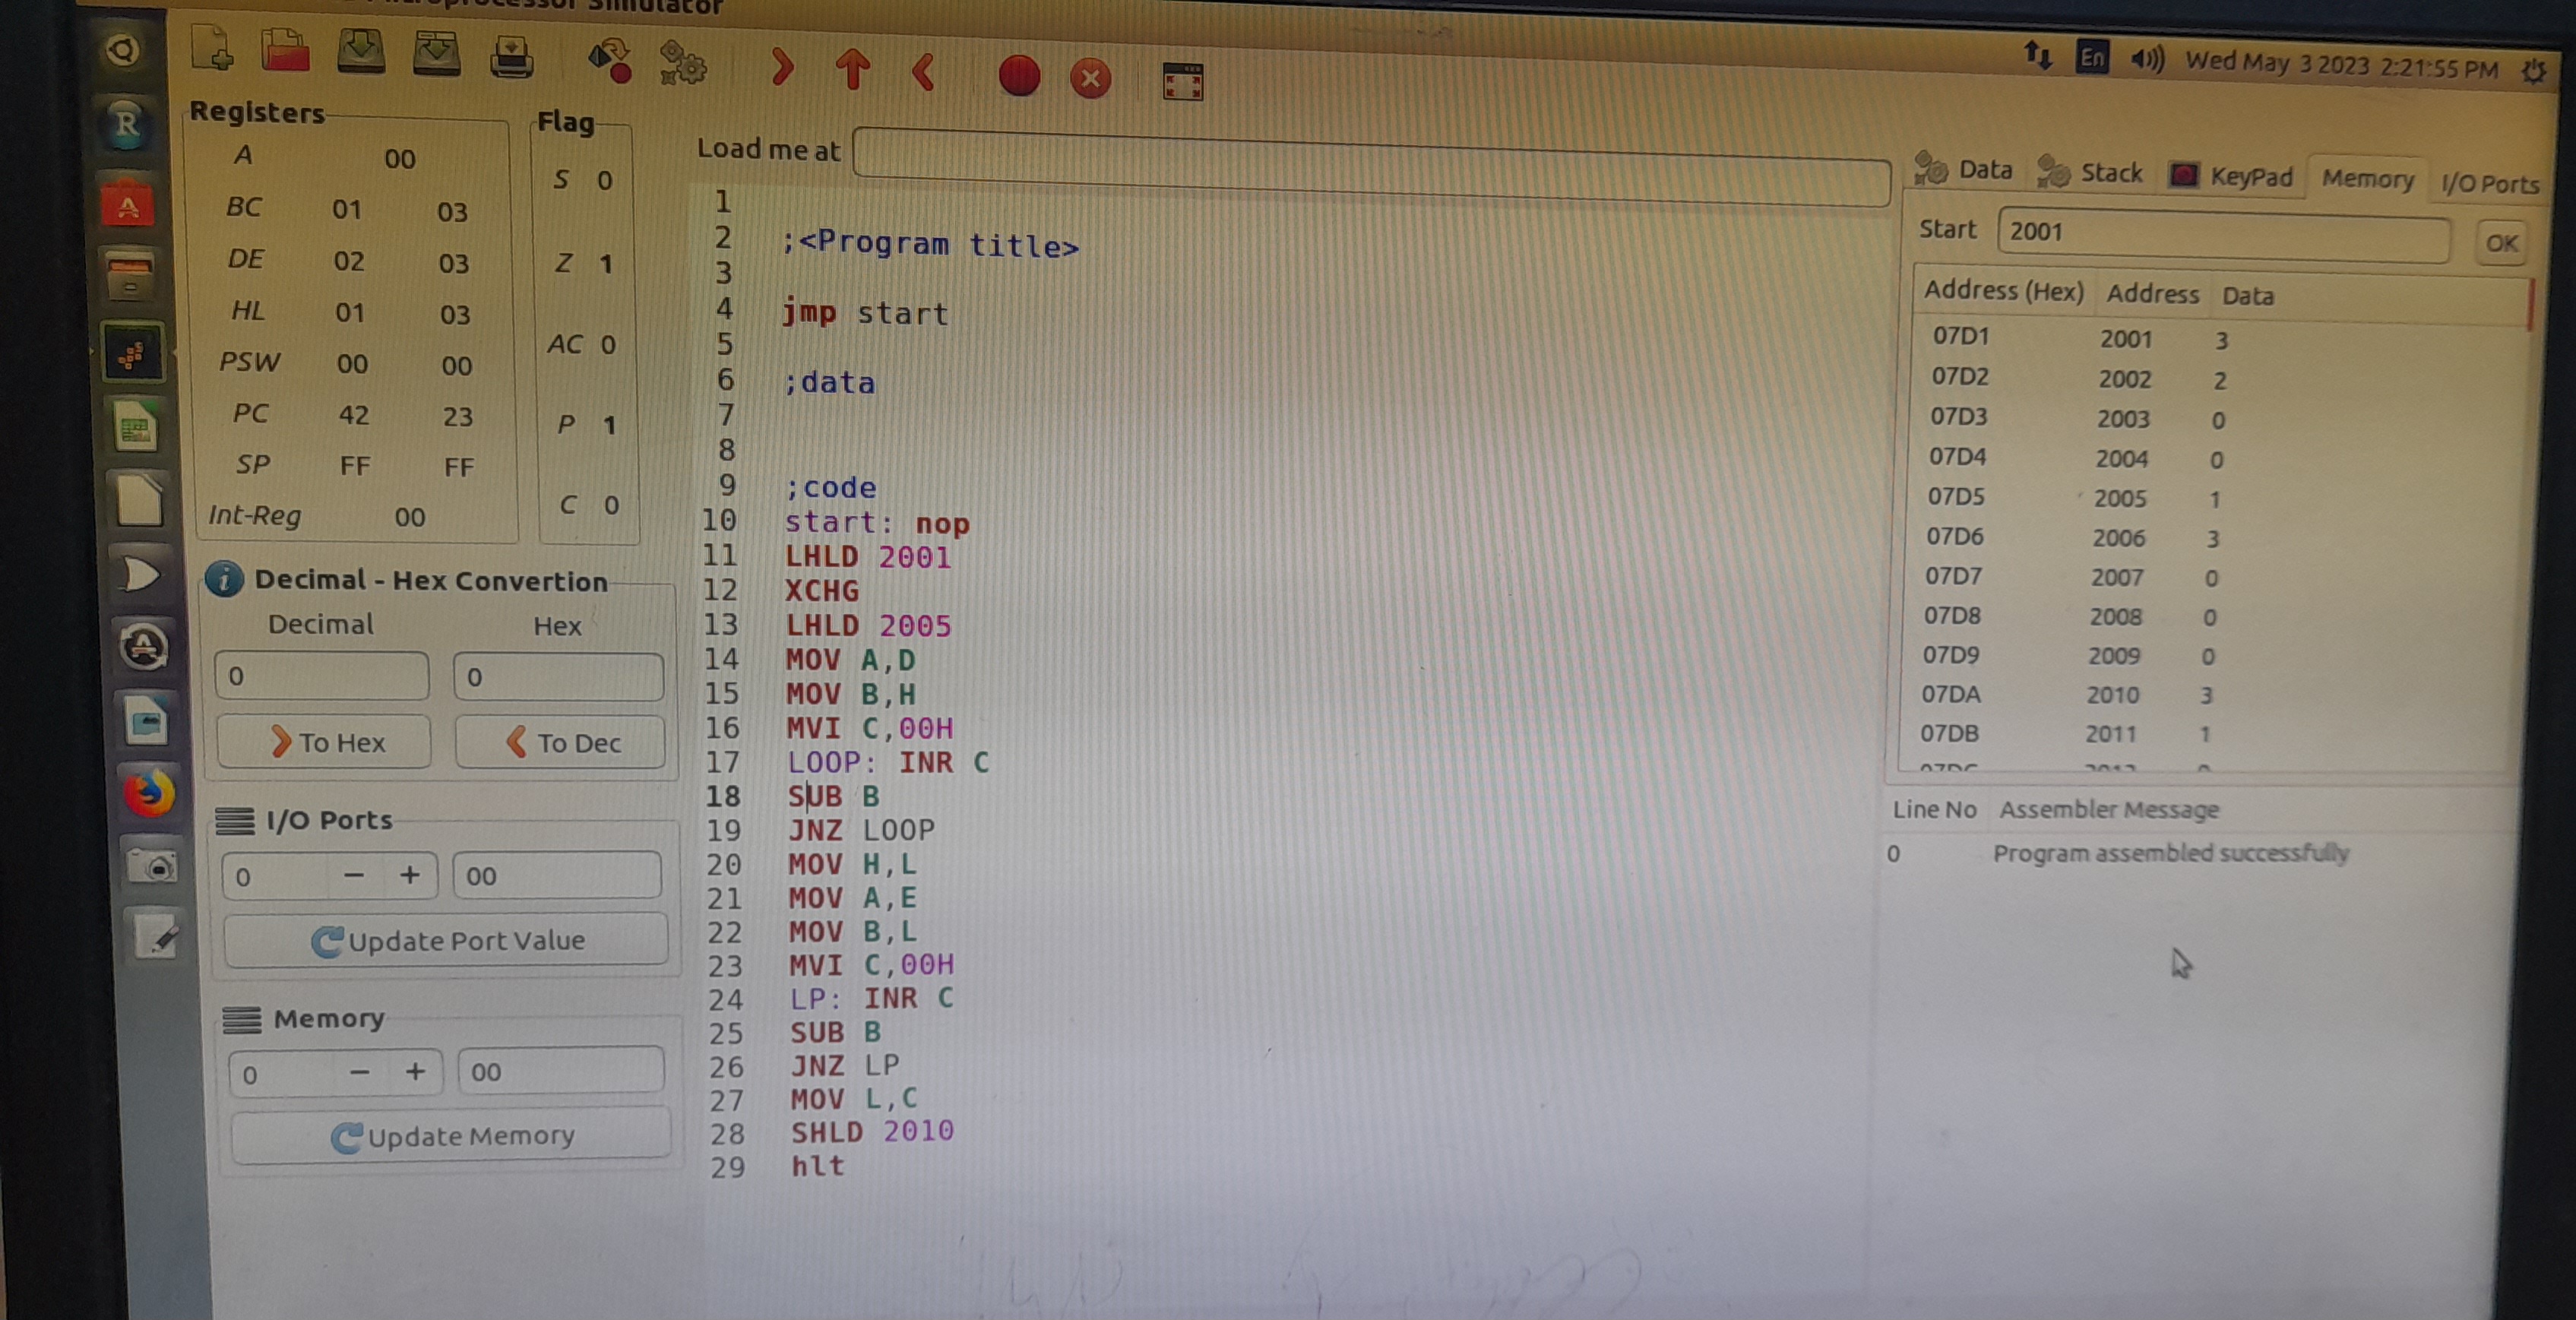 Simulator
En Wed May 3 2023 2:21:55 PM
Registers
A 00
BC 01 03
DE 02 03
HL 01 03
PSW 00 00
PC 42 23
SP FF FF
Int-Reg 00
Flag
S 0
Z 1
AC 0
P 1
C 0
Decimal - Hex Convertion
Decimal Hex
0 0
To Hex To Dec
I/O Ports
0 − + 00
Update Port Value
Memory
0 − + 00
Update Memory
Load me at
1
2 ;<Program title>
3
4 jmp start
5
6 ;data
7
8
9 ;code
10 start: nop
11 LHLD 2001
12 XCHG
13 LHLD 2005
14 MOV A,D
15 MOV B,H
16 MVI C,00H
17 LOOP: INR C
18 SUB B
19 JNZ LOOP
20 MOV H,L
21 MOV A,E
22 MOV B,L
23 MVI C,00H
24 LP: INR C
25 SUB B
26 JNZ LP
27 MOV L,C
28 SHLD 2010
29 hlt
Data Stack KeyPad Memory I/O Ports
Start 2001 OK
Address (Hex) Address Data
07D1 2001 3
07D2 2002 2
07D3 2003 0
07D4 2004 0
07D5 2005 1
07D6 2006 3
07D7 2007 0
07D8 2008 0
07D9 2009 0
07DA 2010 3
07DB 2011 1
Line No Assembler Message
0 Program assembled successfully